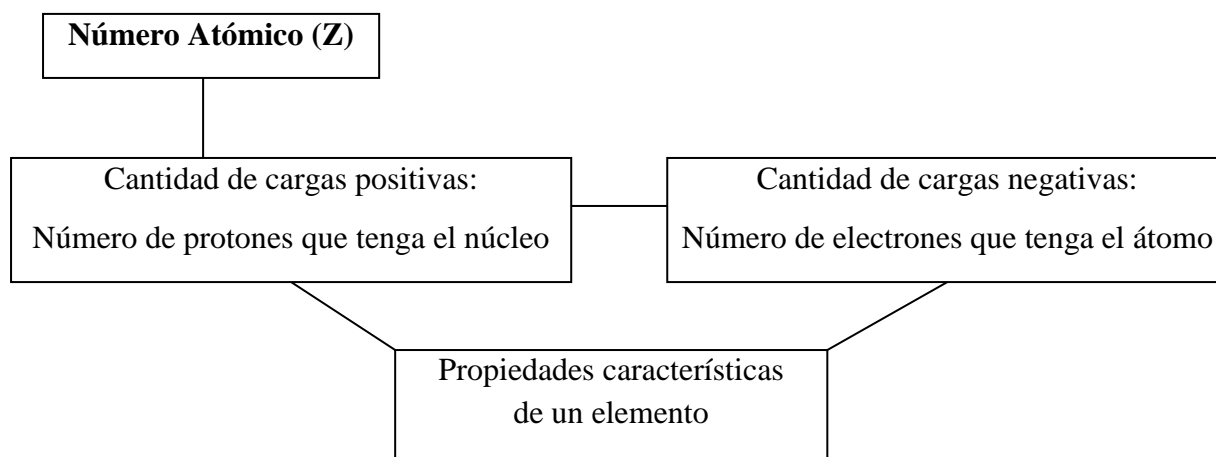 Número Atómico (Z)
Cantidad de cargas positivas:
Número de protones que tenga el núcleo
Cantidad de cargas negativas:
Número de electrones que tenga el átomo
Propiedades características
de un elemento